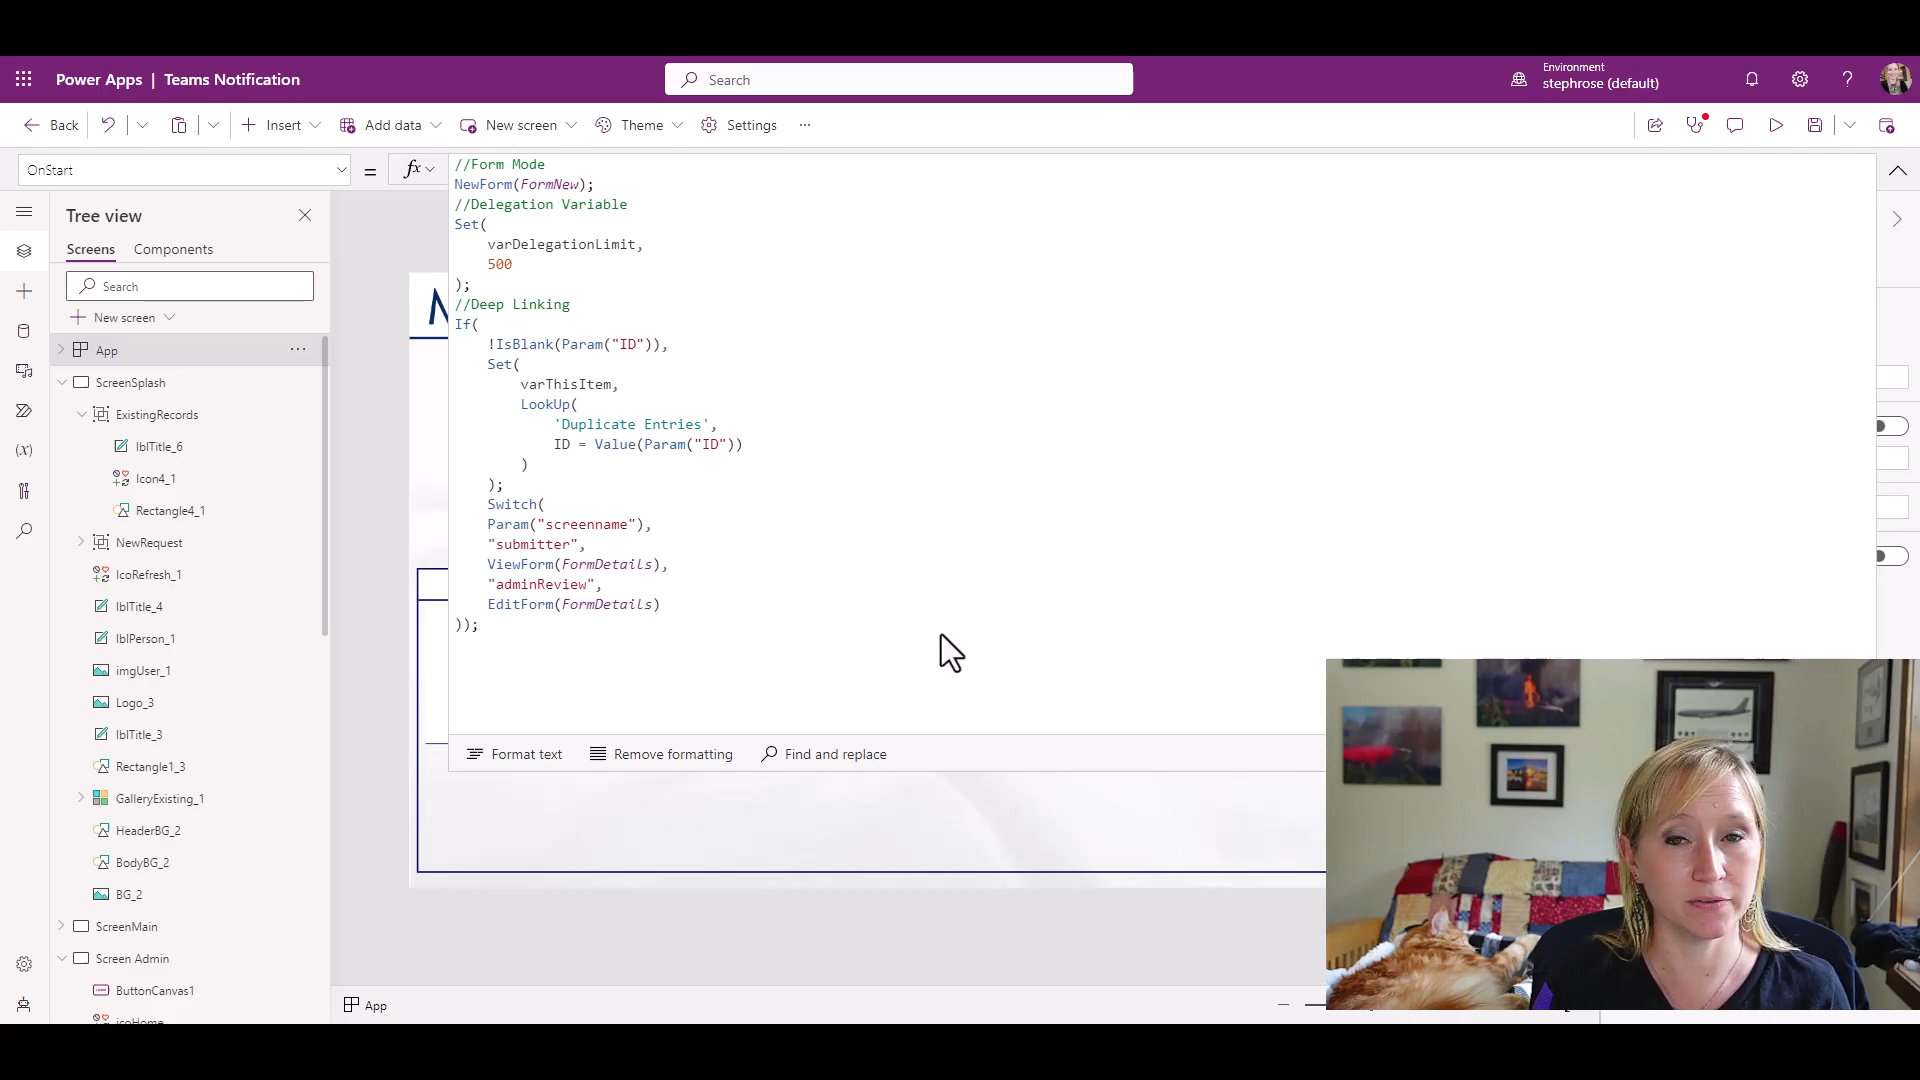 Power Apps | Teams Notification
Search
Environment
stephrose (default)
Back
Insert
Add data
New screen
Theme
Settings
OnStart
=
fx
//Form Mode
NewForm(FormNew);
//Delegation Variable
Set(
varDelegationLimit,
500
);
//Deep Linking
If(
!IsBlank(Param("ID")),
Set(
varThisItem,
LookUp(
'Duplicate Entries',
ID = Value(Param("ID"))
)
);
Switch(
Param("screenname"),
"submitter",
ViewForm(FormDetails),
"adminReview",
EditForm(FormDetails)
));
Format text
Remove formatting
Find and replace
Tree view
Screens
Components
Search
New screen
App
ScreenSplash
ExistingRecords
lblTitle_6
Icon4_1
Rectangle4_1
NewRequest
IcoRefresh_1
lblTitle_4
lblPerson_1
imgUser_1
Logo_3
lblTitle_3
Rectangle1_3
GalleryExisting_1
HeaderBG_2
BodyBG_2
BG_2
ScreenMain
Screen Admin
ButtonCanvas1
icoHome
App